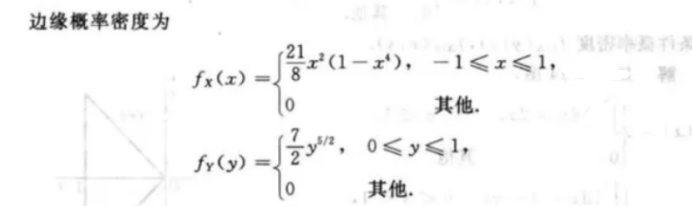 边缘概率密度为
f_X(x) = { 21/8 x²(1-x⁴), -1≤x≤1,
0 其他.
f_Y(y) = { 7/2 y^{5/2}, 0≤y≤1,
0 其他.